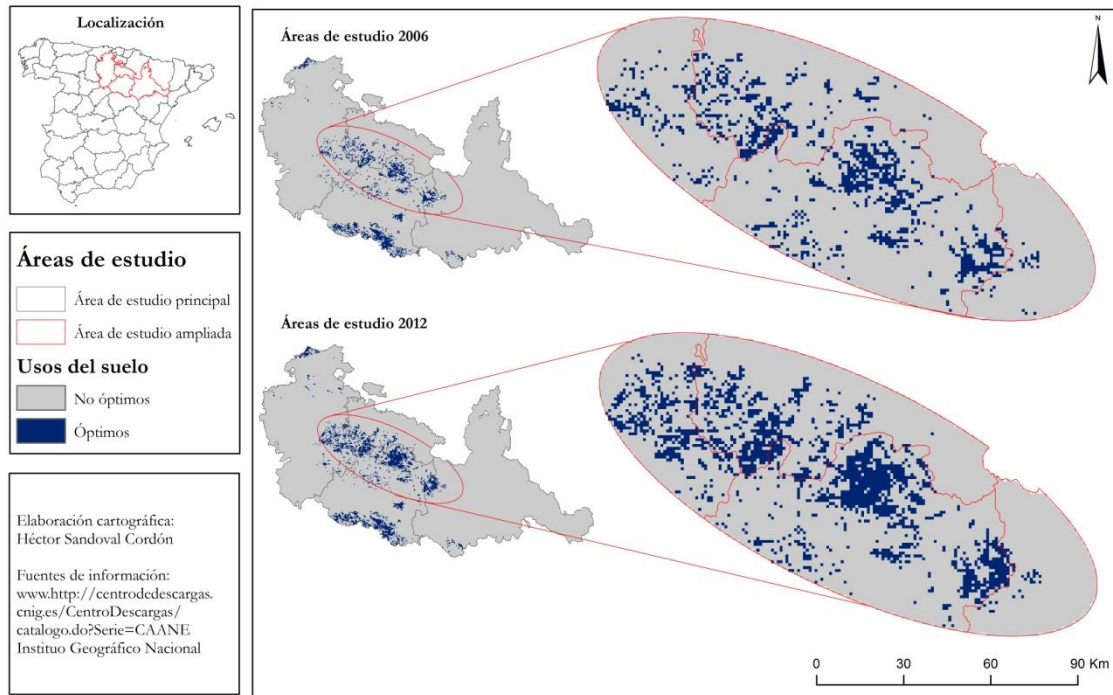 Localización
Áreas de estudio
Área de estudio principal
Área de estudio ampliada
Usos del suelo
No óptimos
Óptimos
Elaboración cartográfica:
Héctor Sandoval Cordón
Fuentes de información:
www.http://centrodedescargas.
cnig.es/CentroDescargas/
catalogo.do?Serie=CAANE
Instituo Geográfico Nacional
Áreas de estudio 2006
N
Áreas de estudio 2012
0 30 60 90 Km